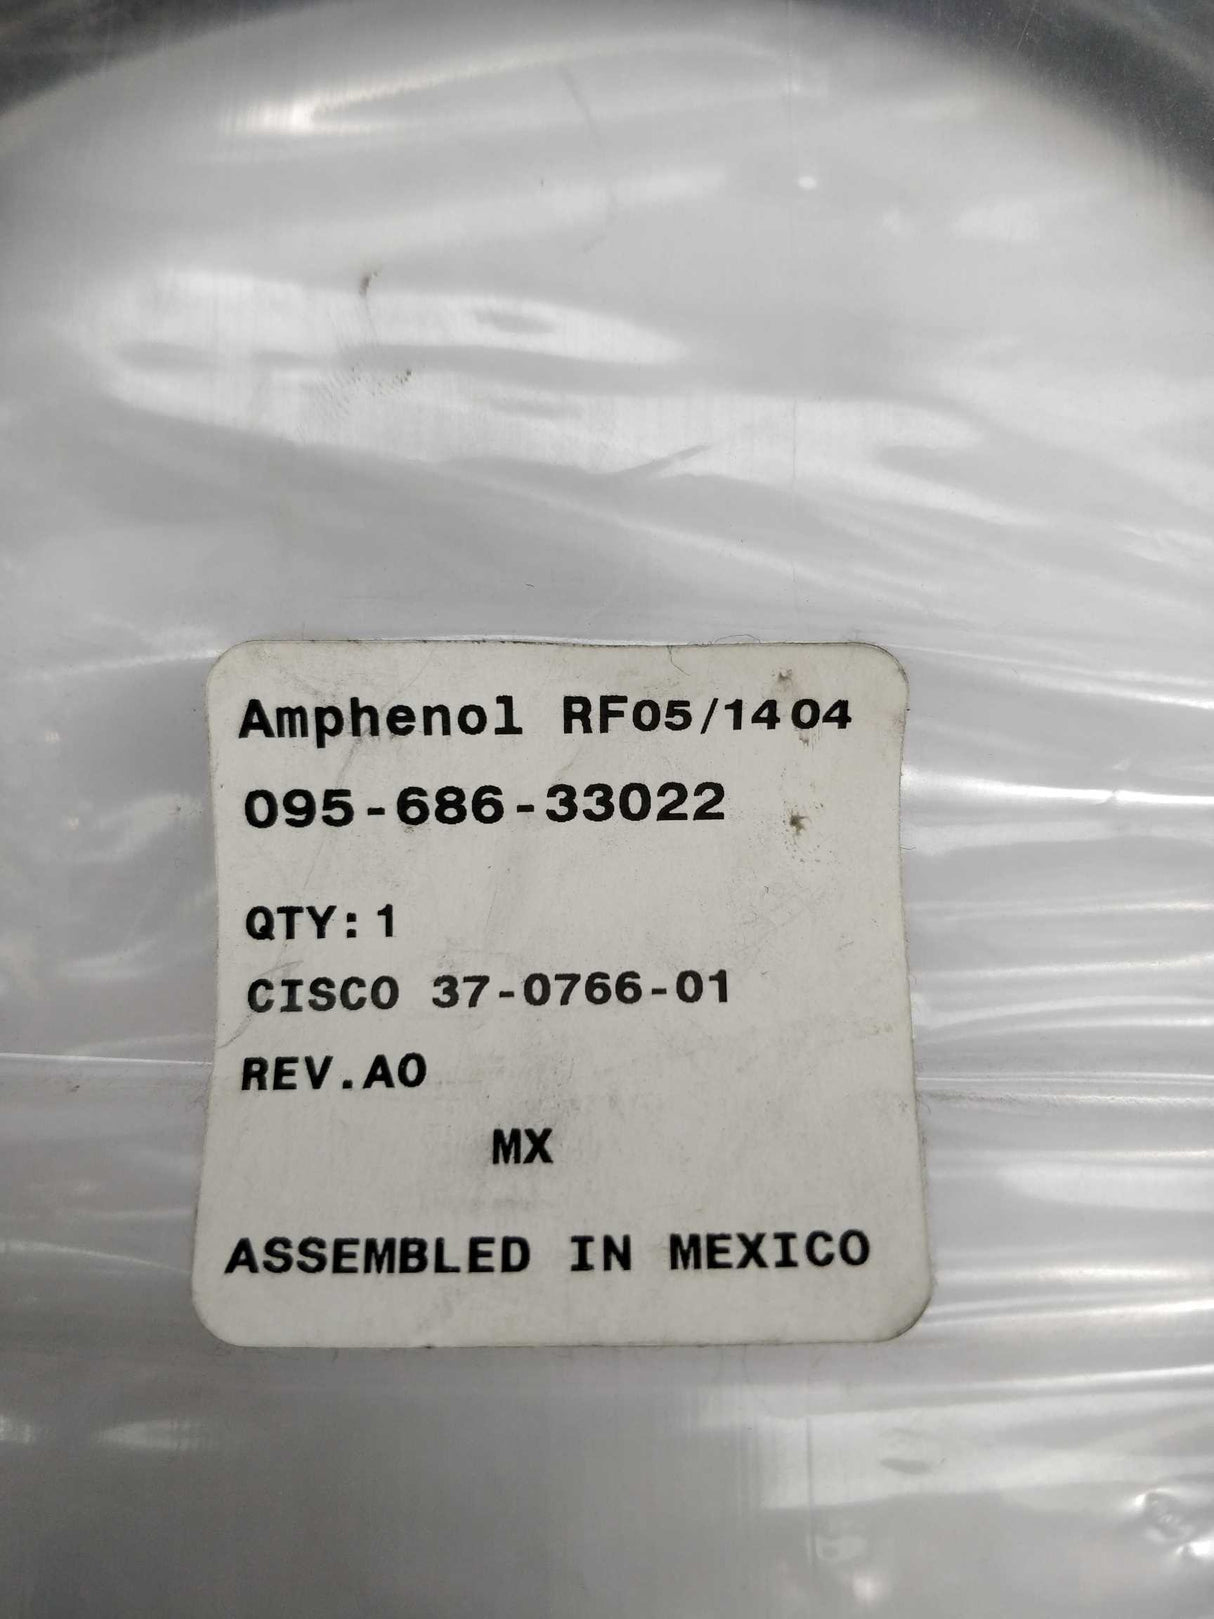 Amphenol RF05/1404
095-686-33022
QTY: 1
CISCO 37-0766-01
REV.A0
MX
ASSEMBLED IN MEXICO